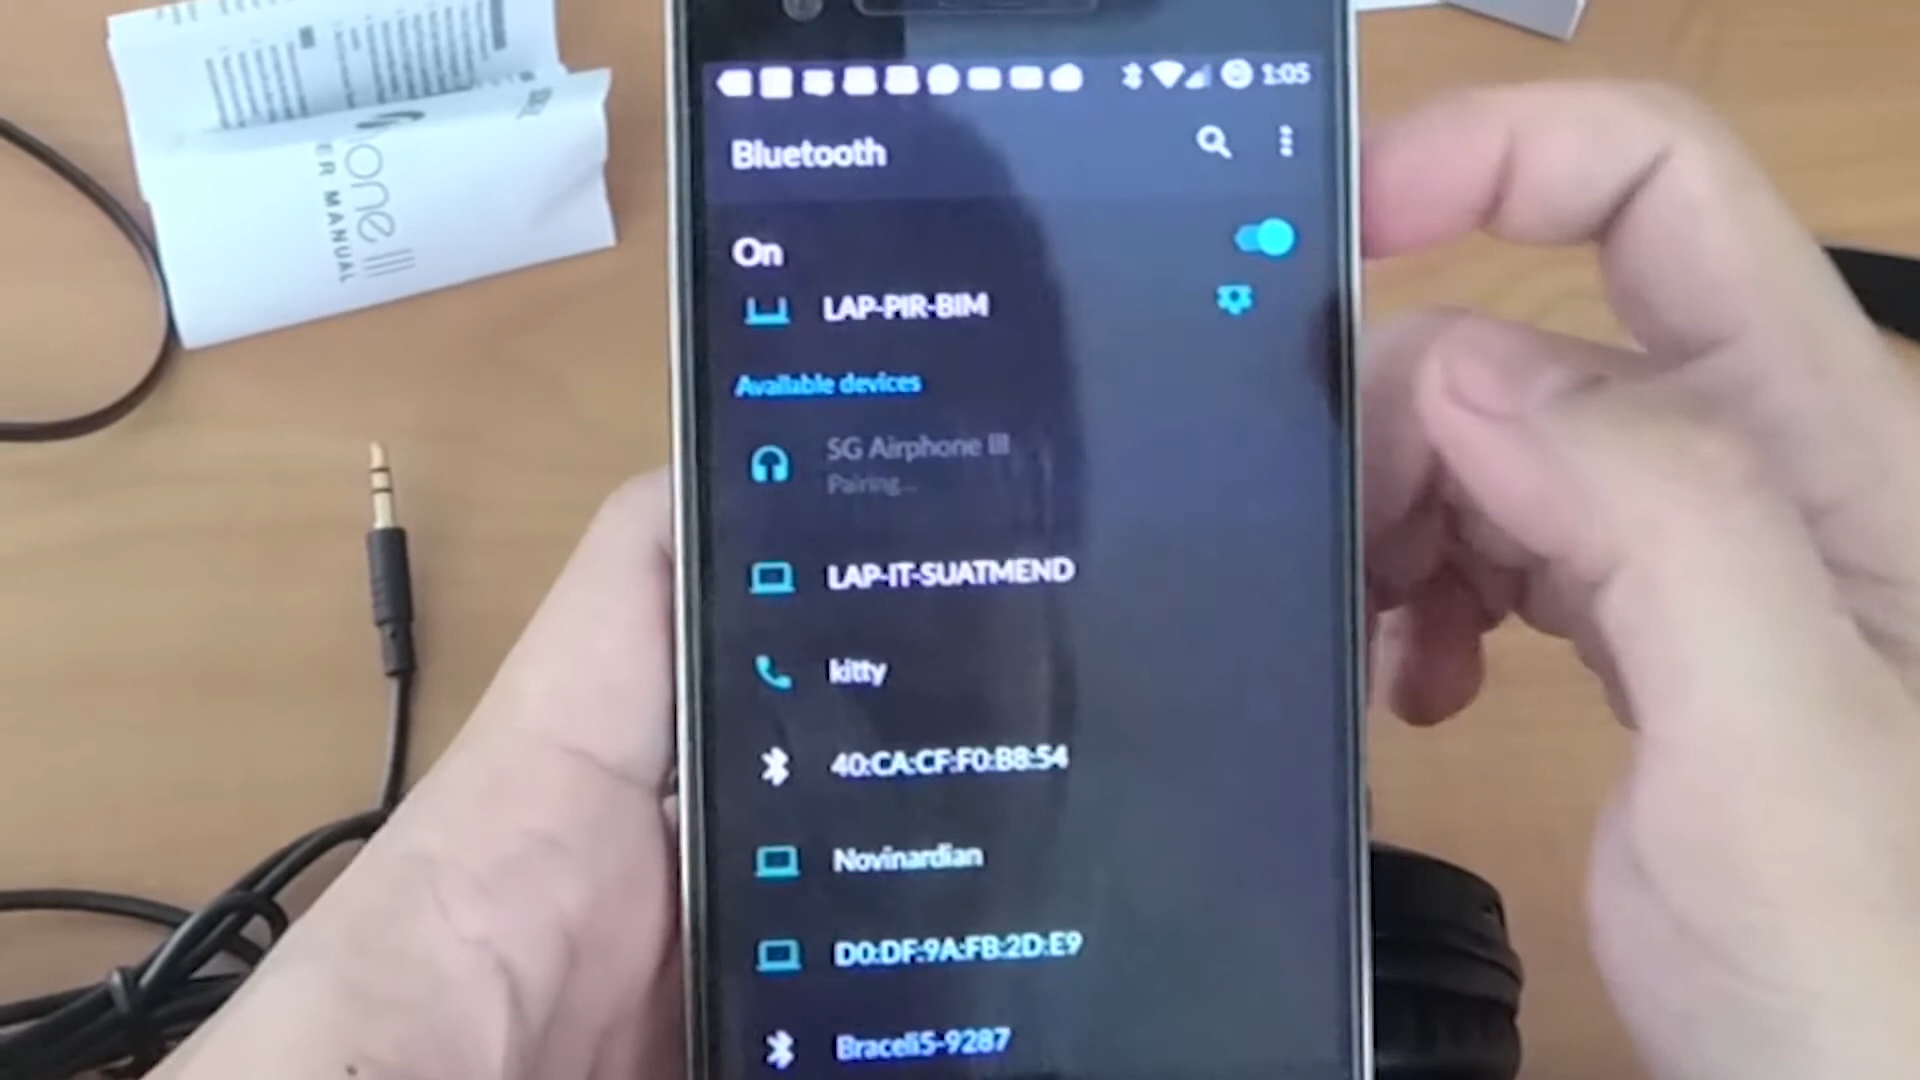 1:05
Bluetooth
On
LAP-PIR-BIM
Available devices
SG Airphone III
Pairing...
LAP-IT-SUATMEND
kitty
40:CA:CF:F0:B8:54
Novinardian
D0:DF:9A:FB:2D:E9
Braceli5-9287
one III
ER MANUAL